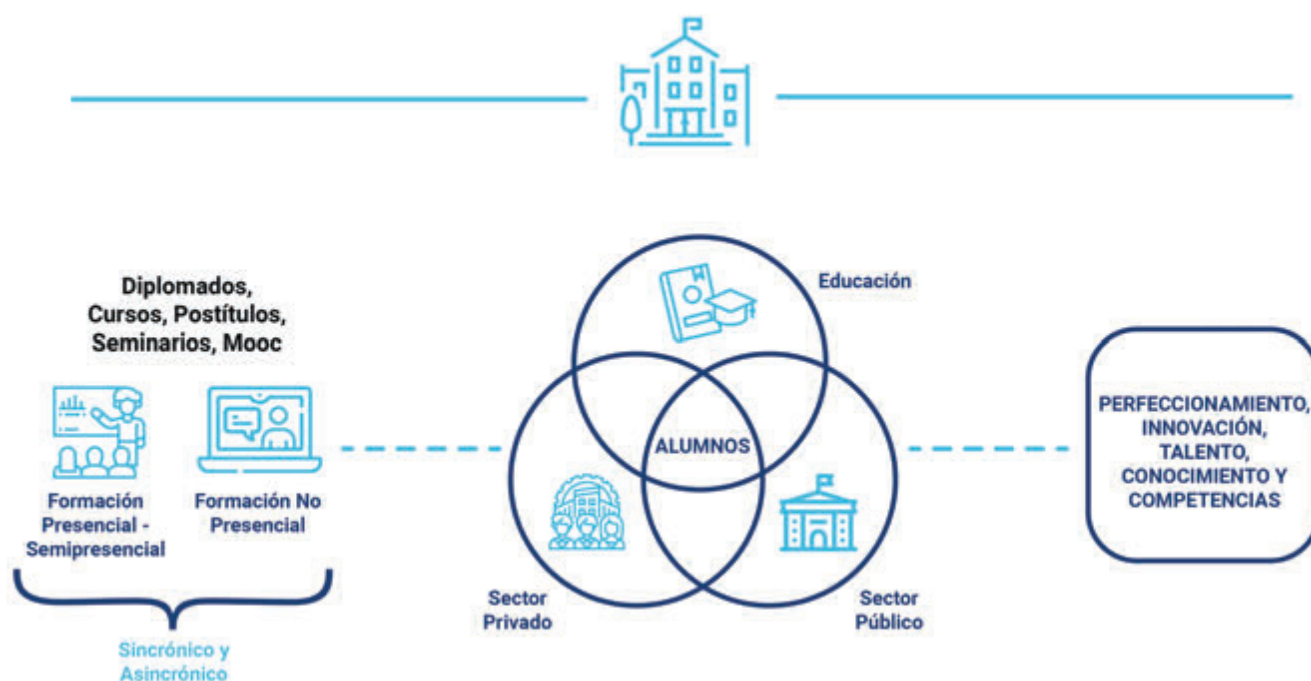 Diplomados,
Cursos, Postítulos,
Seminarios, Mooc
Formación
Presencial -
Semipresencial
Formación No
Presencial
Sincrónico y
Asincrónico
Educación
ALUMNOS
Sector
Privado
Sector
Público
PERFECCIONAMIENTO,
INNOVACIÓN,
TALENTO,
CONOCIMIENTO Y
COMPETENCIAS